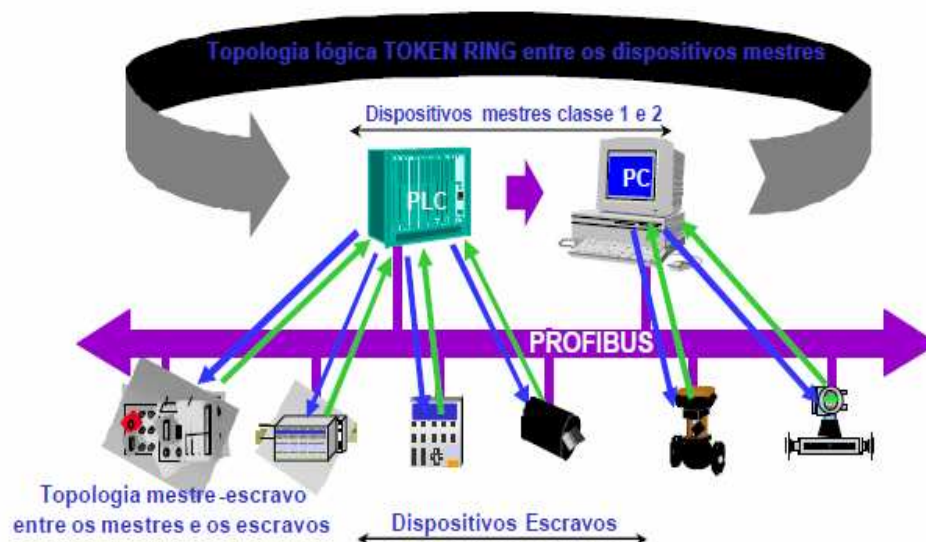 Topologia lógica TOKEN RING entre os dispositivos mestres
Dispositivos mestres classe 1 e 2
PLC
PC
PROFIBUS
Topologia mestre-escravo
entre os mestres e os escravos
Dispositivos Escravos